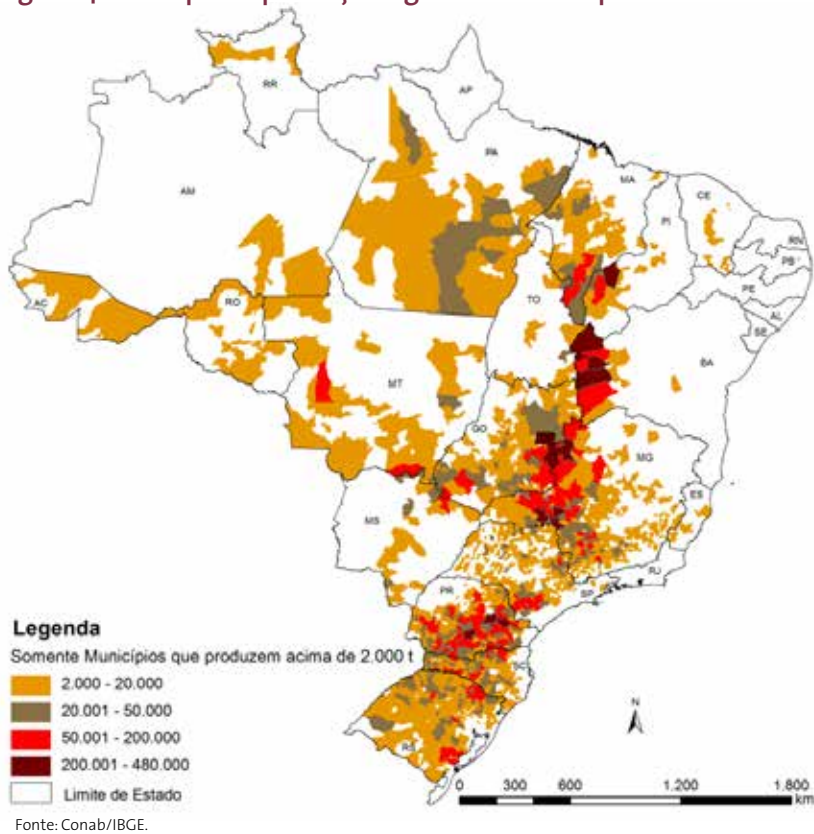 RR
AP
AM
PA
MA
CE
RN
PB
PI
PE
AL
SE
AC
RO
TO
BA
MT
GO
MG
ES
MS
RJ
SP
PR
SC
RS
Legenda
Somente Municípios que produzem acima de 2.000 t
2.000 - 20.000
20.001 - 50.000
50.001 - 200.000
200.001 - 480.000
Limite de Estado
N
0 300 600 1.200 1.800
km
Fonte: Conab/IBGE.